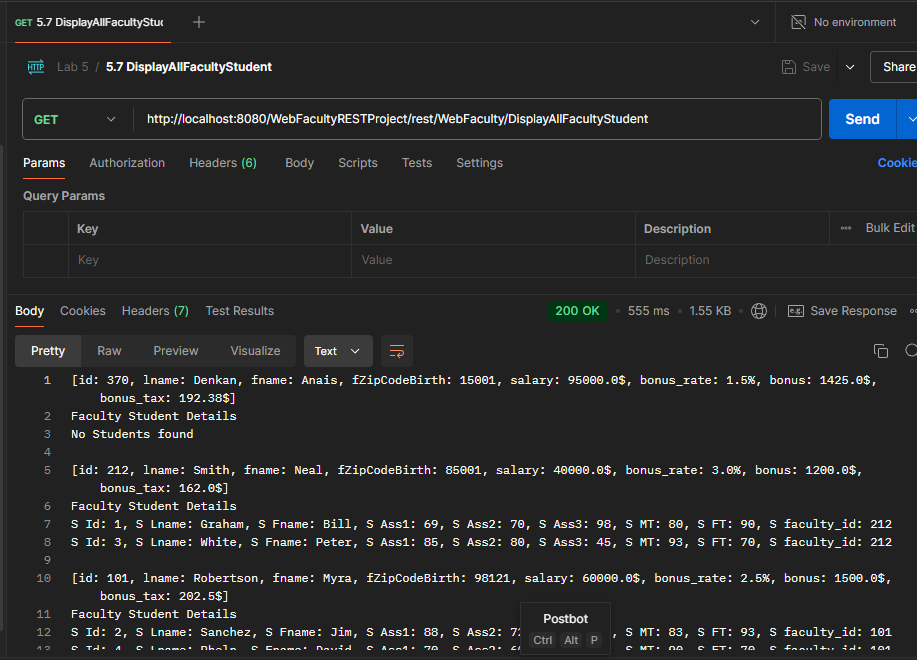 GET 5.7 DisplayAllFacultyStu
No environment
HTTP Lab 5 / 5.7 DisplayAllFacultyStudent
Save
Share
GET http://localhost:8080/WebFacultyRESTProject/rest/WebFaculty/DisplayAllFacultyStudent
Send
Params Authorization Headers (6) Body Scripts Tests Settings
Cookie
Query Params
Key Value Description Bulk Edit
Key Value Description
Body Cookies Headers (7) Test Results
200 OK 555 ms 1.55 KB e.g. Save Response
Pretty Raw Preview Visualize Text
1 [id: 370, lname: Denkan, fname: Anais, fZipCodeBirth: 15001, salary: 95000.0$, bonus_rate: 1.5%, bonus: 1425.0$,
bonus_tax: 192.38$]
2 Faculty Student Details
3 No Students found
4
5 [id: 212, lname: Smith, fname: Neal, fZipCodeBirth: 85001, salary: 40000.0$, bonus_rate: 3.0%, bonus: 1200.0$,
bonus_tax: 162.0$]
6 Faculty Student Details
7 S Id: 1, S Lname: Graham, S Fname: Bill, S Ass1: 69, S Ass2: 70, S Ass3: 98, S MT: 80, S FT: 90, S faculty_id: 212
8 S Id: 3, S Lname: White, S Fname: Peter, S Ass1: 85, S Ass2: 80, S Ass3: 45, S MT: 93, S FT: 70, S faculty_id: 212
9
10 [id: 101, lname: Robertson, fname: Myra, fZipCodeBirth: 98121, salary: 60000.0$, bonus_rate: 2.5%, bonus: 1500.0$,
bonus_tax: 202.5$]
11 Faculty Student Details
12 S Id: 2, S Lname: Sanchez, S Fname: Jim, S Ass1: 88, S Ass2: , S MT: 83, S FT: 93, S faculty_id: 101
Postbot
Ctrl Alt P